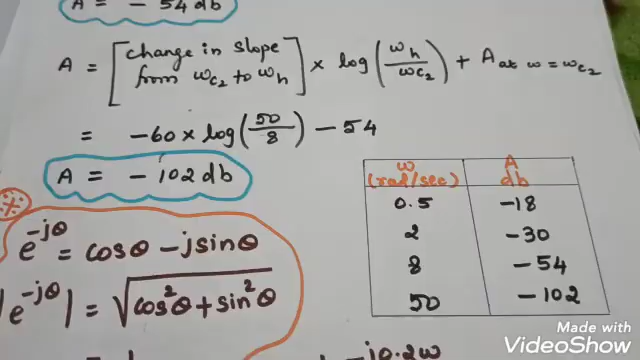 A = - 54 db
A = [change in slope from ωc2 to ωh] × log(ωh/ωc2) + A at ω = ωc2
= -60 × log(50/8) - 54
A = - 102 db
ω (rad/sec) A db
0.5 -18
2 -30
8 -54
50 -102
e^-jθ = cosθ - jsinθ
|e^-jθ| = √cos²θ + sin²θ
-j0.2ω
Made with
VideoShow